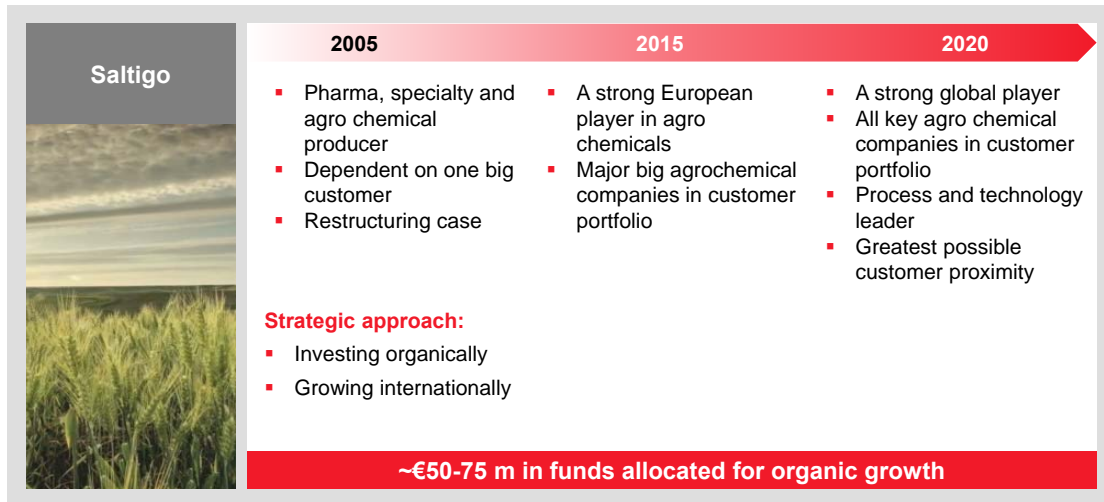 Saltigo
2005
2015
2020
▪ Pharma, specialty and
agro chemical
producer
▪ Dependent on one big
customer
▪ Restructuring case
▪ A strong European
player in agro
chemicals
▪ Major big agrochemical
companies in customer
portfolio
▪ A strong global player
▪ All key agro chemical
companies in customer
portfolio
▪ Process and technology
leader
▪ Greatest possible
customer proximity
Strategic approach:
▪ Investing organically
▪ Growing internationally
~€50-75 m in funds allocated for organic growth